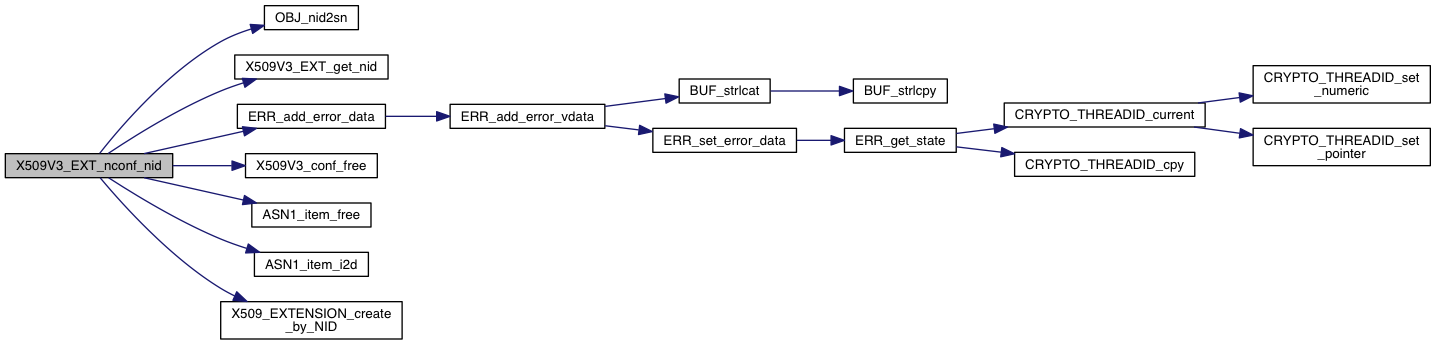 OBJ_nid2sn
X509V3_EXT_get_nid
ERR_add_error_data
X509V3_EXT_nconf_nid
X509V3_conf_free
ASN1_item_free
ASN1_item_i2d
X509_EXTENSION_create
_by_NID
ERR_add_error_vdata
BUF_strlcat
BUF_strlcpy
ERR_set_error_data
ERR_get_state
CRYPTO_THREADID_current
CRYPTO_THREADID_cpy
CRYPTO_THREADID_set
_numeric
CRYPTO_THREADID_set
_pointer